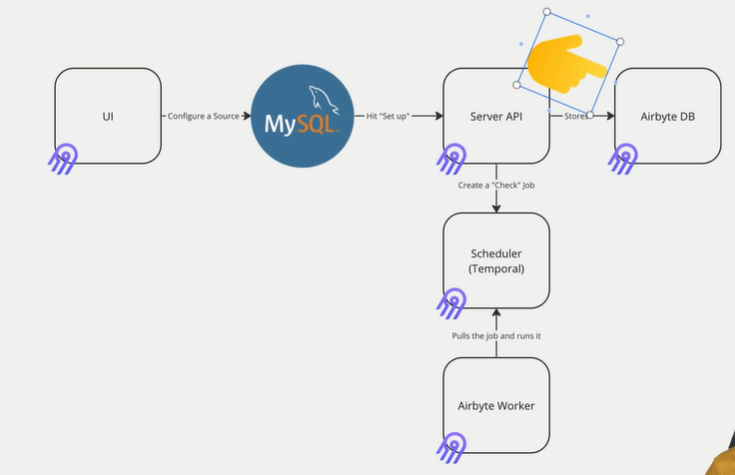 UI
Configure a Source
MySQL
Hit "Set up"
Server API
Stores
Airbyte DB
Create a "Check" Job
Scheduler
(Temporal)
Pulls the job and runs it
Airbyte Worker